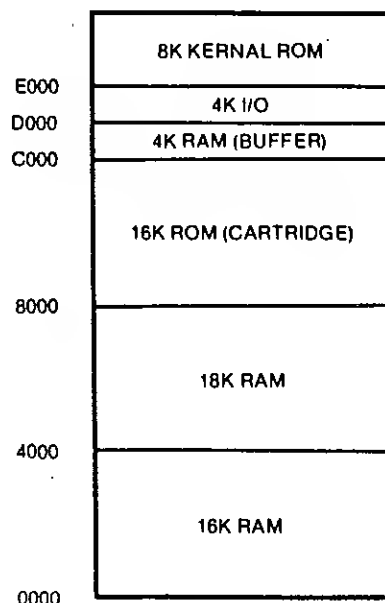 8K KERNAL ROM
E000
4K I/O
D000
4K RAM (BUFFER)
C000
16K ROM (CARTRIDGE)
8000
18K RAM
4000
16K RAM
0000